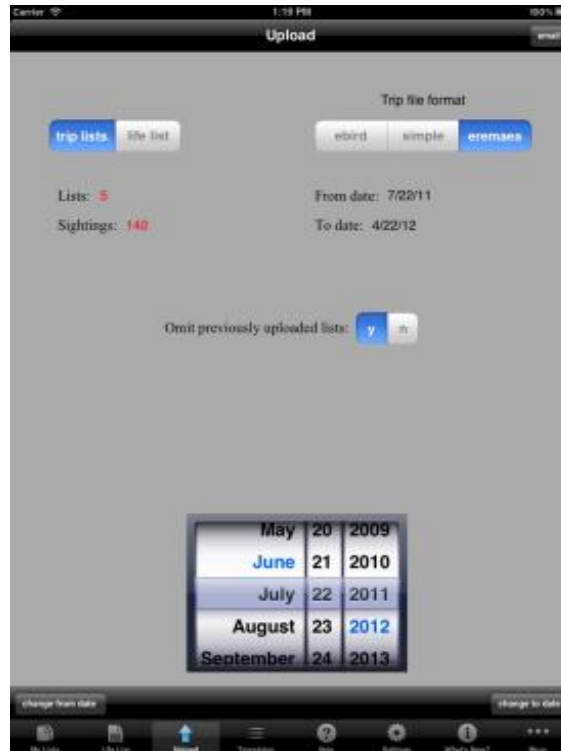 Carrier 1:19 PM 100%
Upload email
Trip file format
trip lists life list ebird simple eremaea
Lists: 5 From date: 7/22/11
Sightings: 140 To date: 4/22/12
Omit previously uploaded lists: y n
May 20 2009
June 21 2010
July 22 2011
August 23 2012
September 24 2013
change from date change to date
My Lists Life List Upload Templates Help Settings What's New